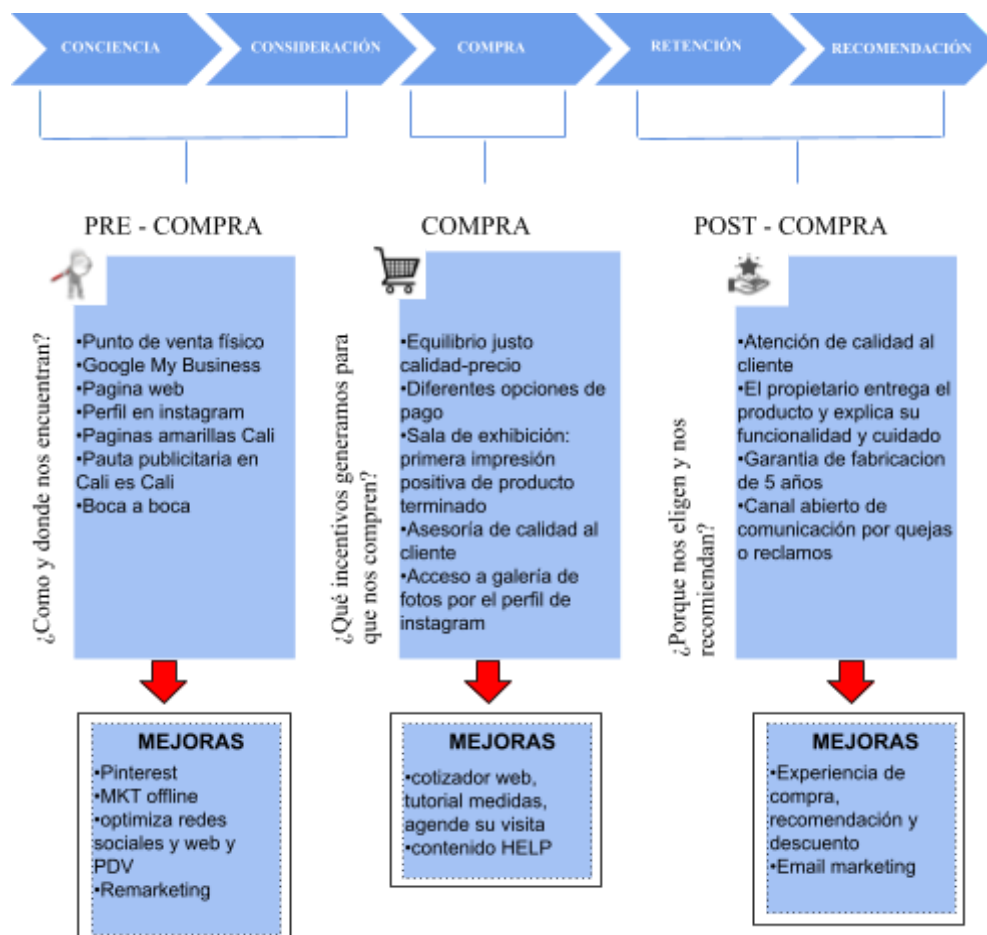 CONCIENCIA
CONSIDERACIÓN
COMPRA
RETENCIÓN
RECOMENDACIÓN
PRE - COMPRA
¿Como y donde nos encuentran?
•Punto de venta físico
•Google My Business
•Pagina web
•Perfil en instagram
•Paginas amarillas Cali
•Pauta publicitaria en
Cali es Cali
•Boca a boca
MEJORAS
•Pinterest
•MKT offline
•optimiza redes
sociales y web y
PDV
•Remarketing
COMPRA
¿Qué incentivos generamos para
que nos compren?
•Equilibrio justo
calidad-precio
•Diferentes opciones de
pago
•Sala de exhibición:
primera impresión
positiva de producto
terminado
•Asesoría de calidad al
cliente
•Acceso a galería de
fotos por el perfil de
instagram
MEJORAS
•cotizador web,
tutorial medidas,
agende su visita
•contenido HELP
POST - COMPRA
¿Porque nos eligen y nos
recomiendan?
•Atención de calidad al
cliente
•El propietario entrega el
producto y explica su
funcionalidad y cuidado
•Garantia de fabricacion
de 5 años
•Canal abierto de
comunicación por quejas
o reclamos
MEJORAS
•Experiencia de
compra,
recomendación y
descuento
•Email marketing